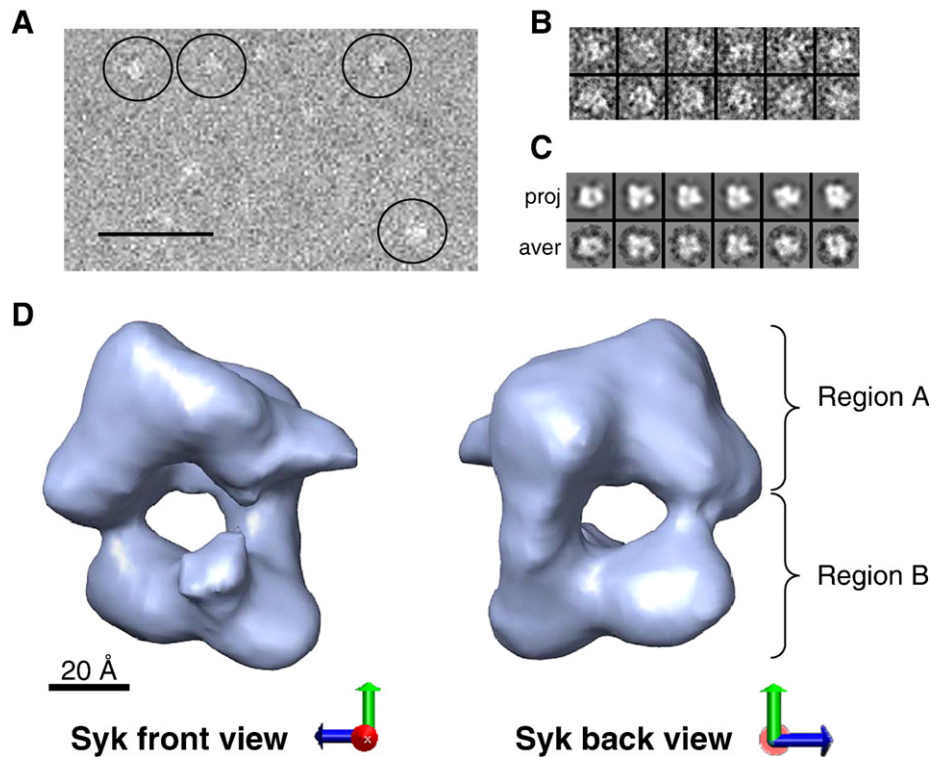 A
B
C
proj
aver
D
Region A
Region B
20 Å
Syk front view
x
Syk back view